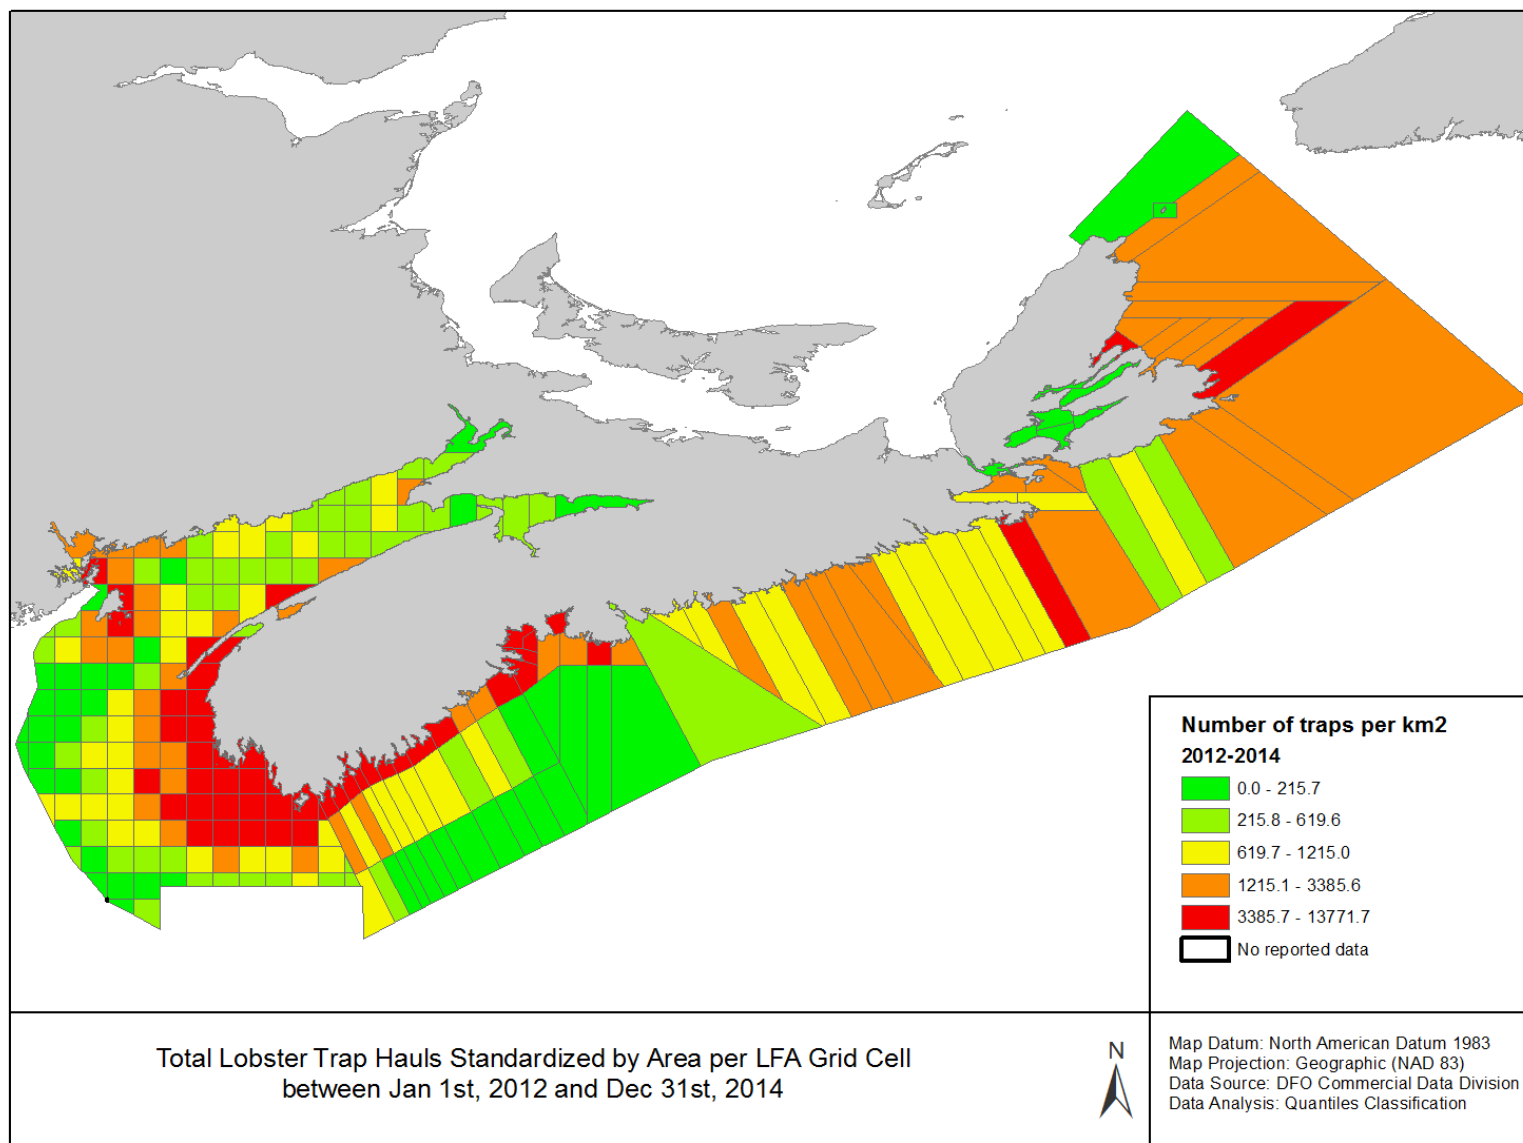 Number of traps per km2
2012-2014
0.0 - 215.7
215.8 - 619.6
619.7 - 1215.0
1215.1 - 3385.6
3385.7 - 13771.7
No reported data
Total Lobster Trap Hauls Standardized by Area per LFA Grid Cell
between Jan 1st, 2012 and Dec 31st, 2014
N
Map Datum: North American Datum 1983
Map Projection: Geographic (NAD 83)
Data Source: DFO Commercial Data Division
Data Analysis: Quantiles Classification